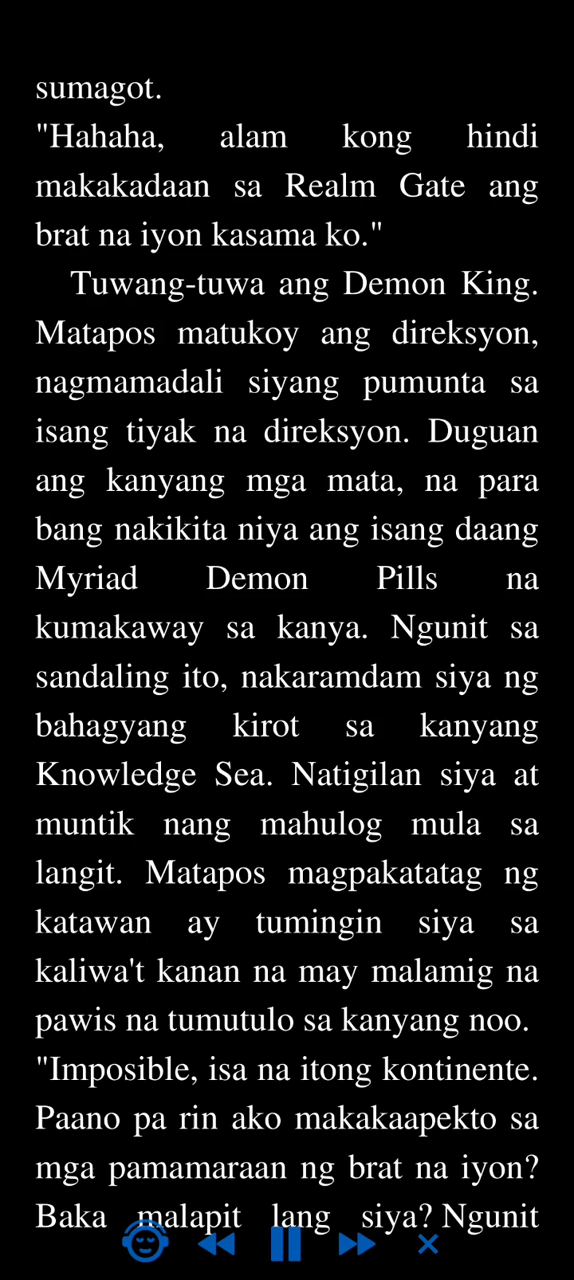 sumagot.
"Hahaha, alam kong hindi
makakadaan sa Realm Gate ang
brat na iyon kasama ko."
Tuwang-tuwa ang Demon King.
Matapos matukoy ang direksyon,
nagmamadali siyang pumunta sa
isang tiyak na direksyon. Duguan
ang kanyang mga mata, na para
bang nakikita niya ang isang daang
Myriad Demon Pills na
kumakaway sa kanya. Ngunit sa
sandaling ito, nakaramdam siya ng
bahagyang kirot sa kanyang
Knowledge Sea. Natigilan siya at
muntik nang mahulog mula sa
langit. Matapos magpakatatag ng
katawan ay tumingin siya sa
kaliwa't kanan na may malamig na
pawis na tumutulo sa kanyang noo.
"Imposible, isa na itong kontinente.
Paano pa rin ako makakaapekto sa
mga pamamaraan ng brat na iyon?
Baka malapit lang siya? Ngunit